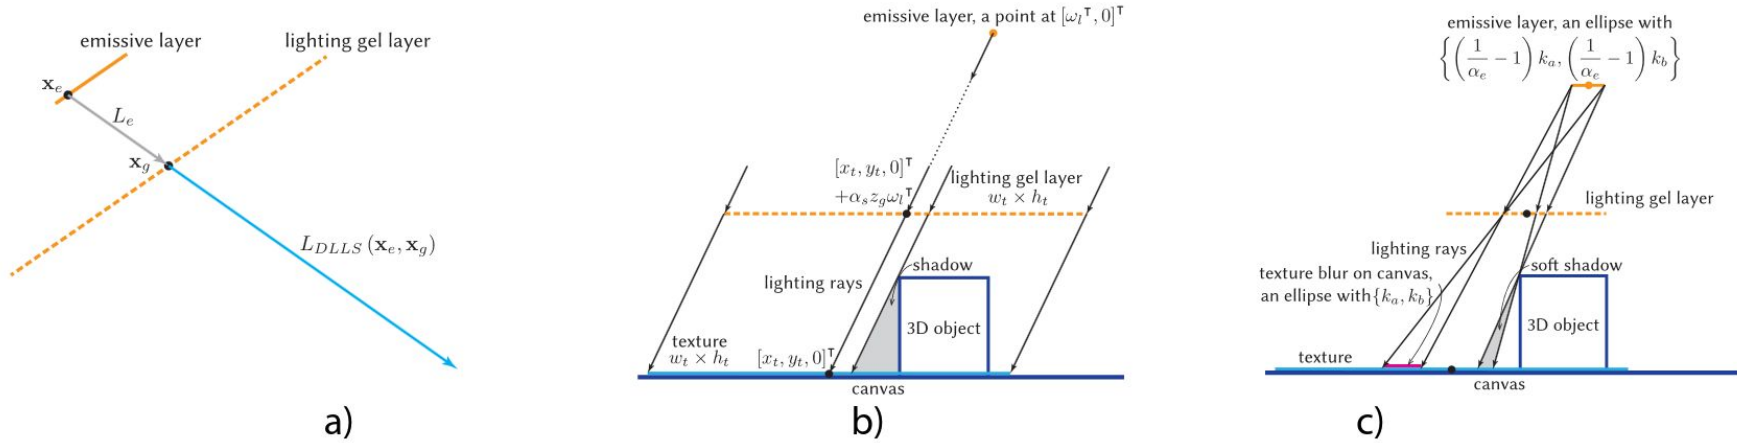 emissive layer
lighting gel layer
x_e
L_e
x_g
L_{DLLS}(x_e, x_g)
a)
emissive layer, a point at [ω_l^⊤, 0]^⊤
[x_t, y_t, 0]^⊤
+α_s z_g ω_l^⊤
lighting gel layer
w_t × h_t
shadow
lighting rays
3D object
texture
w_t × h_t
[x_t, y_t, 0]^⊤
canvas
b)
emissive layer, an ellipse with
{(1/α_e − 1) k_a, (1/α_e − 1) k_b}
lighting gel layer
lighting rays
texture blur on canvas,
an ellipse with{k_a, k_b}
soft shadow
3D object
texture
canvas
c)